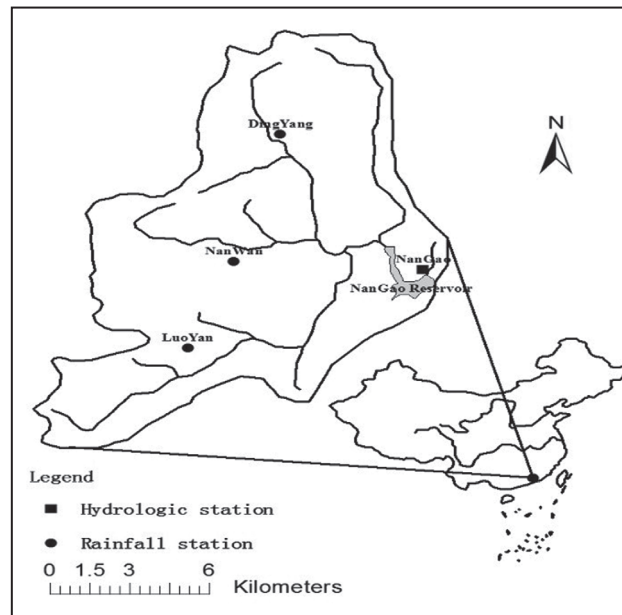 DingYang
N
NanWan
NanGao
NanGao Reservoir
LuoYan
Legend
Hydrologic station
Rainfall station
0 1.5 3 6
Kilometers